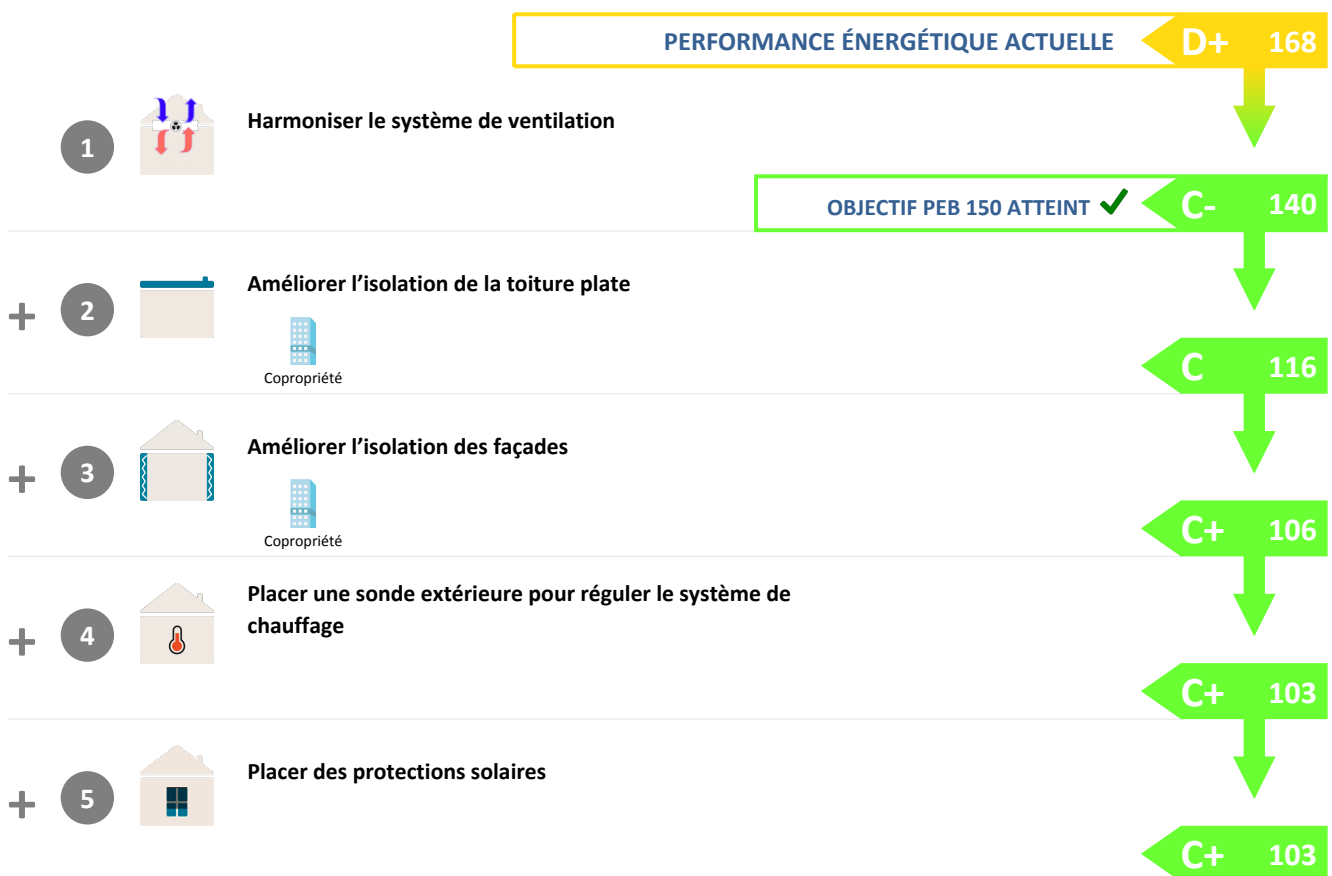 PERFORMANCE ÉNERGÉTIQUE ACTUELLE D+ 168
1 Harmoniser le système de ventilation
OBJECTIF PEB 150 ATTEINT ✔ C- 140
+ 2 Améliorer l’isolation de la toiture plate
Copropriété
C 116
+ 3 Améliorer l’isolation des façades
Copropriété
C+ 106
+ 4 Placer une sonde extérieure pour réguler le système de
chauffage
C+ 103
+ 5 Placer des protections solaires
C+ 103